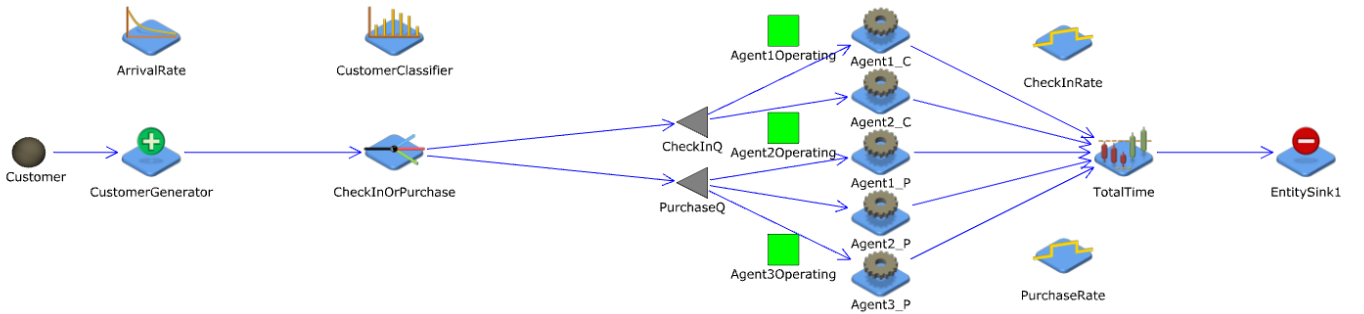 ArrivalRate
CustomerClassifier
Agent1Operating
Agent1_C
CheckInRate
Agent2_C
CheckInQ
Agent2Operating
Customer
CustomerGenerator
CheckInOrPurchase
Agent1_P
TotalTime
EntitySink1
PurchaseQ
Agent2_P
Agent3Operating
PurchaseRate
Agent3_P